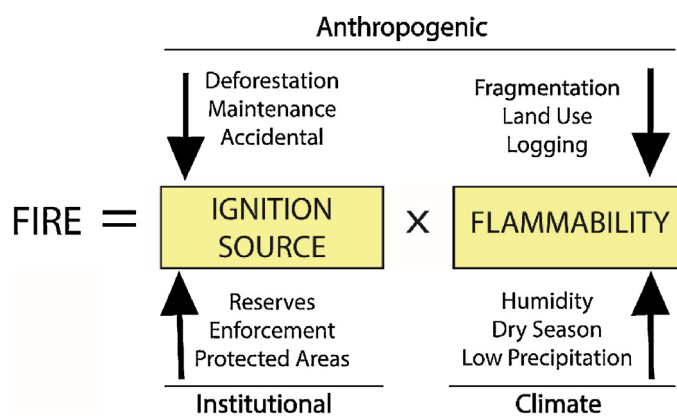 Anthropogenic
Deforestation
Maintenance
Accidental
Fragmentation
Land Use
Logging
FIRE =
IGNITION
SOURCE
x
FLAMMABILITY
Reserves
Enforcement
Protected Areas
Humidity
Dry Season
Low Precipitation
Institutional
Climate